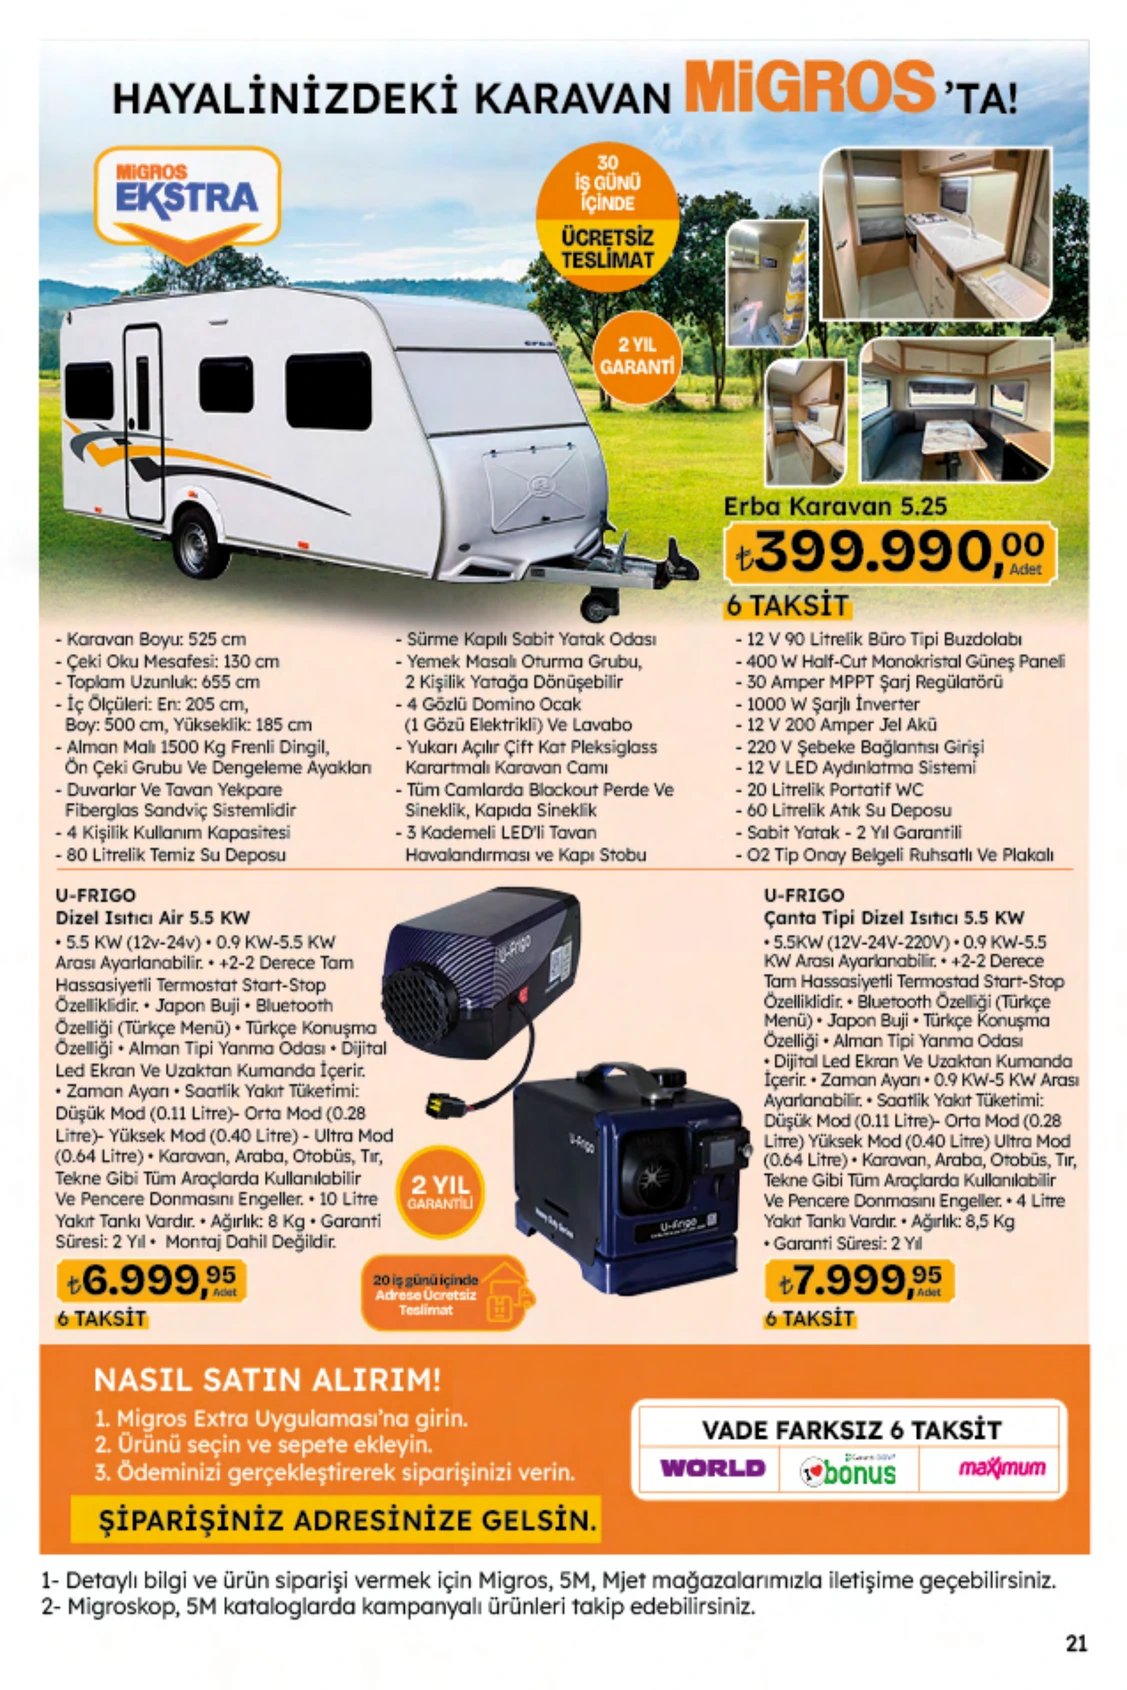 HAYALİNİZDEKİ KARAVAN MİGROS'TA!
MİGROS
EKSTRA
30
İŞ GÜNÜ
İÇİNDE
ÜCRETSİZ
TESLİMAT
2 YIL
GARANTİ
erba
Erba Karavan 5.25
₺399.990,00
Adet
6 TAKSİT
- Karavan Boyu: 525 cm
- Çeki Oku Mesafesi: 130 cm
- Toplam Uzunluk: 655 cm
- İç Ölçüleri: En: 205 cm,
Boy: 500 cm, Yükseklik: 185 cm
- Alman Malı 1500 Kg Frenli Dingil,
Ön Çeki Grubu Ve Dengeleme Ayakları
- Duvarlar Ve Tavan Yekpare
Fiberglas Sandviç Sistemlidir
- 4 Kişilik Kullanım Kapasitesi
- 80 Litrelik Temiz Su Deposu
- Sürme Kapılı Sabit Yatak Odası
- Yemek Masalı Oturma Grubu,
2 Kişilik Yatağa Dönüşebilir
- 4 Gözlü Domino Ocak
(1 Gözü Elektrikli) Ve Lavabo
- Yukarı Açılır Çift Kat Pleksiglass
Karartmalı Karavan Camı
- Tüm Camlarda Blackout Perde Ve
Sineklik, Kapıda Sineklik
- 3 Kademeli LED'li Tavan
Havalandırması ve Kapı Stobu
- 12 V 90 Litrelik Büro Tipi Buzdolabı
- 400 W Half-Cut Monokristal Güneş Paneli
- 30 Amper MPPT Şarj Regülatörü
- 1000 W Şarjlı İnverter
- 12 V 200 Amper Jel Akü
- 220 V Şebeke Bağlantısı Girişi
- 12 V LED Aydınlatma Sistemi
- 20 Litrelik Portatif WC
- 60 Litrelik Atık Su Deposu
- Sabit Yatak - 2 Yıl Garantili
- O2 Tip Onay Belgeli Ruhsatlı Ve Plakalı
U-FRIGO
Dizel Isıtıcı Air 5.5 KW
• 5.5 KW (12v-24v) • 0.9 KW-5.5 KW
Arası Ayarlanabilir. • +2-2 Derece Tam
Hassasiyetli Termostat Start-Stop
Özelliklidir. • Japon Buji • Bluetooth
Özelliği (Türkçe Menü) • Türkçe Konuşma
Özelliği • Alman Tipi Yanma Odası • Dijital
Led Ekran Ve Uzaktan Kumanda İçerir.
• Zaman Ayarı • Saatlik Yakıt Tüketimi:
Düşük Mod (0.11 Litre)- Orta Mod (0.28
Litre)- Yüksek Mod (0.40 Litre) - Ultra Mod
(0.64 Litre) • Karavan, Araba, Otobüs, Tır,
Tekne Gibi Tüm Araçlarda Kullanılabilir
Ve Pencere Donmasını Engeller. • 10 Litre
Yakıt Tankı Vardır. • Ağırlık: 8 Kg • Garanti
Süresi: 2 Yıl • Montaj Dahil Değildir.
₺6.999,95
Adet
6 TAKSİT
U-Frigo
U-Frigo
Heavy Duty Series
U-Frigo
2 YIL
GARANTİLİ
20 iş günü içinde
Adrese Ücretsiz
Teslimat
U-FRIGO
Çanta Tipi Dizel Isıtıcı 5.5 KW
• 5.5KW (12V-24V-220V) • 0.9 KW-5.5
KW Arası Ayarlanabilir. • +2-2 Derece
Tam Hassasiyetli Termostad Start-Stop
Özelliklidir. • Bluetooth Özelliği (Türkçe
Menü) • Japon Buji • Türkçe Konuşma
Özelliği • Alman Tipi Yanma Odası
• Dijital Led Ekran Ve Uzaktan Kumanda
İçerir. • Zaman Ayarı • 0.9 KW-5 KW Arası
Ayarlanabilir. • Saatlik Yakıt Tüketimi:
Düşük Mod (0.11 Litre)- Orta Mod (0.28
Litre) Yüksek Mod (0.40 Litre) Ultra Mod
(0.64 Litre) • Karavan, Araba, Otobüs, Tır,
Tekne Gibi Tüm Araçlarda Kullanılabilir
Ve Pencere Donmasını Engeller. • 4 Litre
Yakıt Tankı Vardır. • Ağırlık: 8,5 Kg
• Garanti Süresi: 2 Yıl
₺7.999,95
Adet
6 TAKSİT
NASIL SATIN ALIRIM!
1. Migros Extra Uygulaması'na girin.
2. Ürünü seçin ve sepete ekleyin.
3. Ödeminizi gerçekleştirerek siparişinizi verin.
ŞİPARİŞİNİZ ADRESİNİZE GELSİN.
VADE FARKSIZ 6 TAKSİT
WORLD
bonus
maximum
1- Detaylı bilgi ve ürün siparişi vermek için Migros, 5M, Mjet mağazalarımızla iletişime geçebilirsiniz.
2- Migroskop, 5M kataloglarda kampanyalı ürünleri takip edebilirsiniz.
21